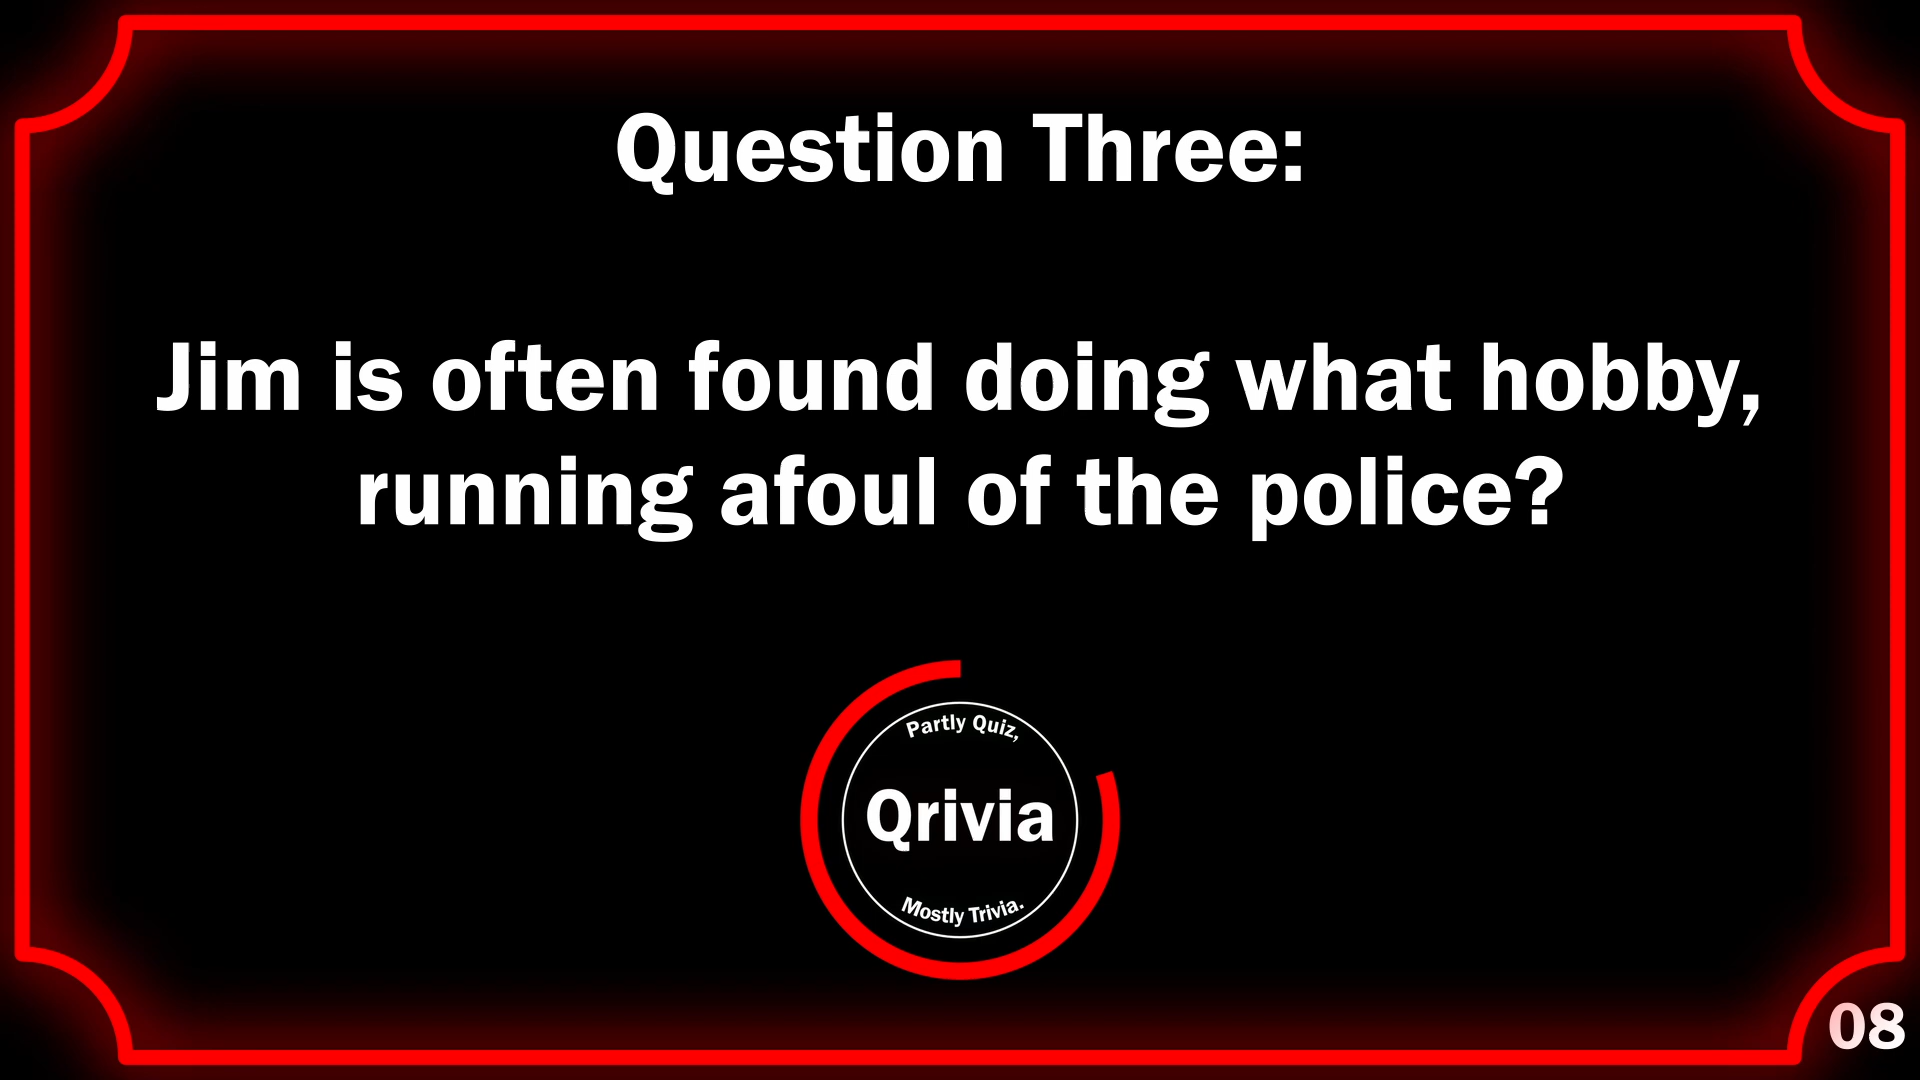 Question Three:
Jim is often found doing what hobby,
running afoul of the police?
Partly Quiz,
Qrivia
Mostly Trivia.
08